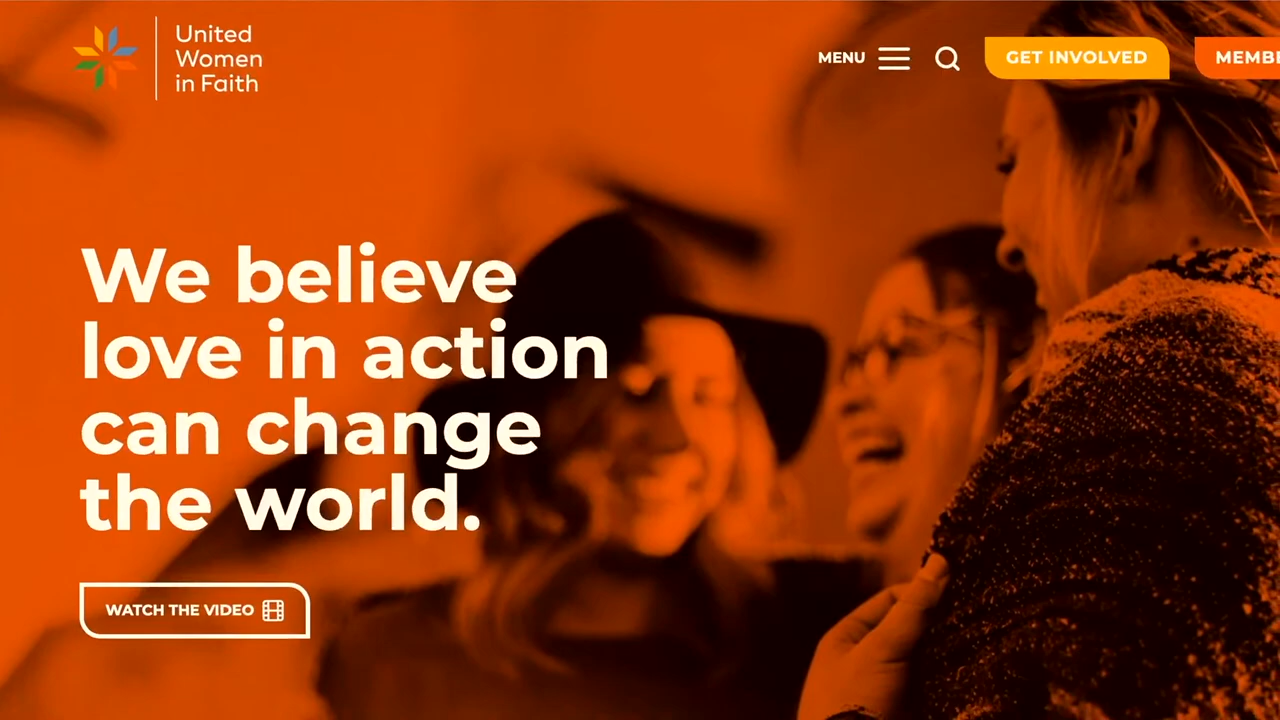 United
Women
in Faith
MENU
GET INVOLVED
We believe
love in action
can change
the world.
WATCH THE VIDEO